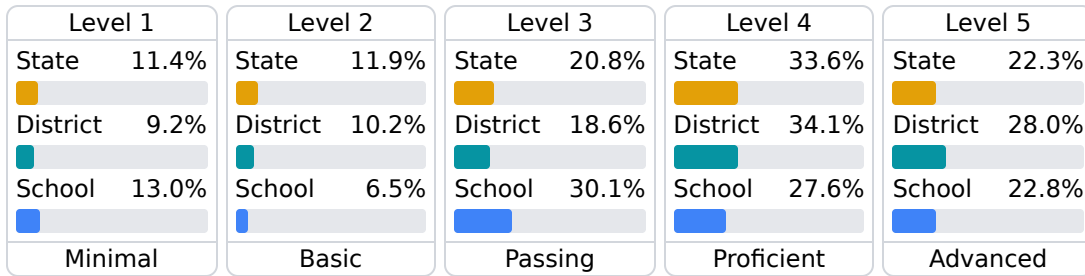 Level 1
State 11.4%
District 9.2%
School 13.0%
Minimal
Level 2
State 11.9%
District 10.2%
School 6.5%
Basic
Level 3
State 20.8%
District 18.6%
School 30.1%
Passing
Level 4
State 33.6%
District 34.1%
School 27.6%
Proficient
Level 5
State 22.3%
District 28.0%
School 22.8%
Advanced